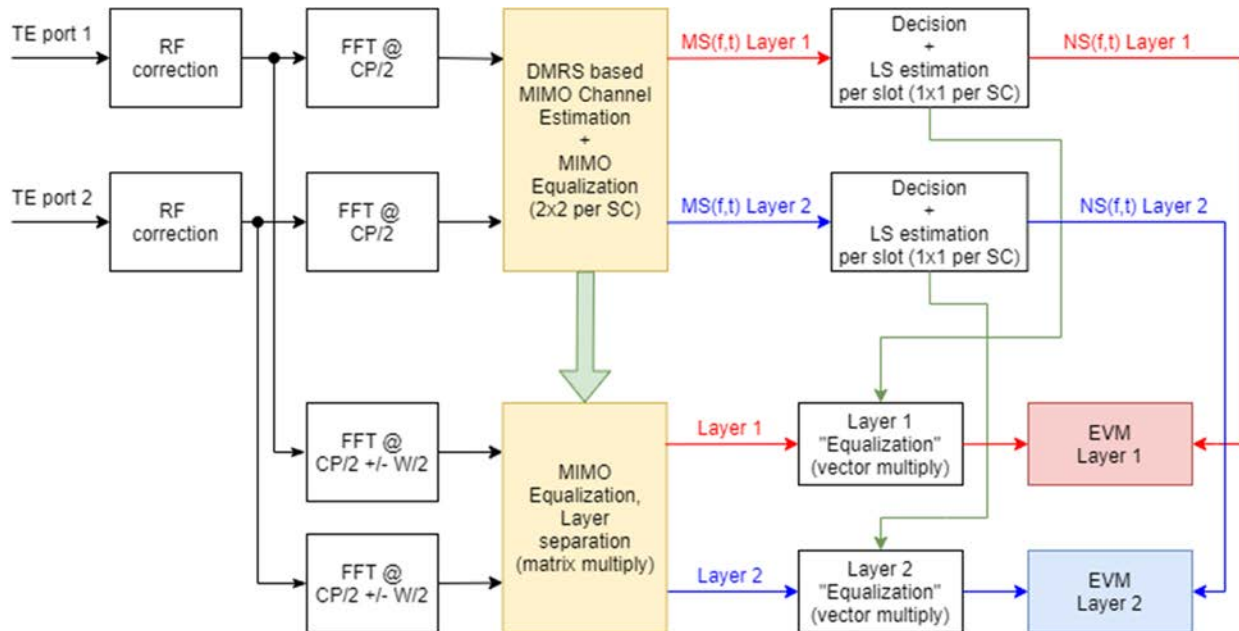 TE port 1
RF
correction
FFT @
CP/2
DMRS based
MIMO Channel
Estimation
+
MIMO
Equalization
(2x2 per SC)
MS(f,t) Layer 1
Decision
+
LS estimation
per slot (1x1 per SC)
NS(f,t) Layer 1
TE port 2
RF
correction
FFT @
CP/2
MS(f,t) Layer 2
Decision
+
LS estimation
per slot (1x1 per SC)
NS(f,t) Layer 2
FFT @
CP/2 +/- W/2
MIMO
Equalization,
Layer
separation
(matrix multiply)
Layer 1
Layer 1
"Equalization"
(vector multiply)
EVM
Layer 1
FFT @
CP/2 +/- W/2
Layer 2
Layer 2
"Equalization"
(vector multiply)
EVM
Layer 2